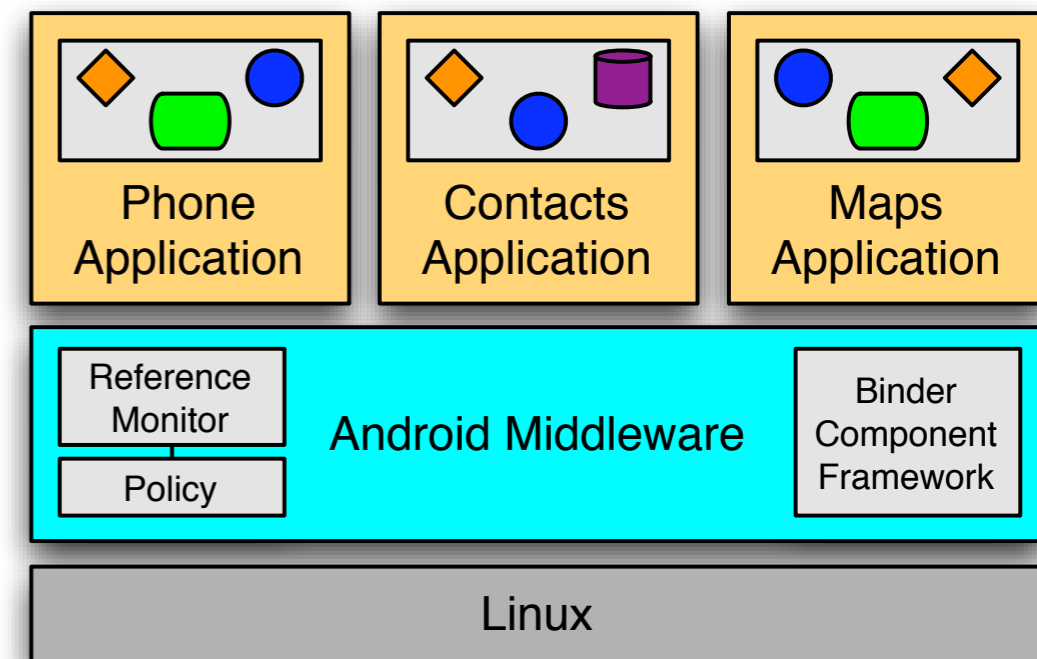 Phone
Application
Contacts
Application
Maps
Application
Reference
Monitor
Policy
Android Middleware
Binder
Component
Framework
Linux